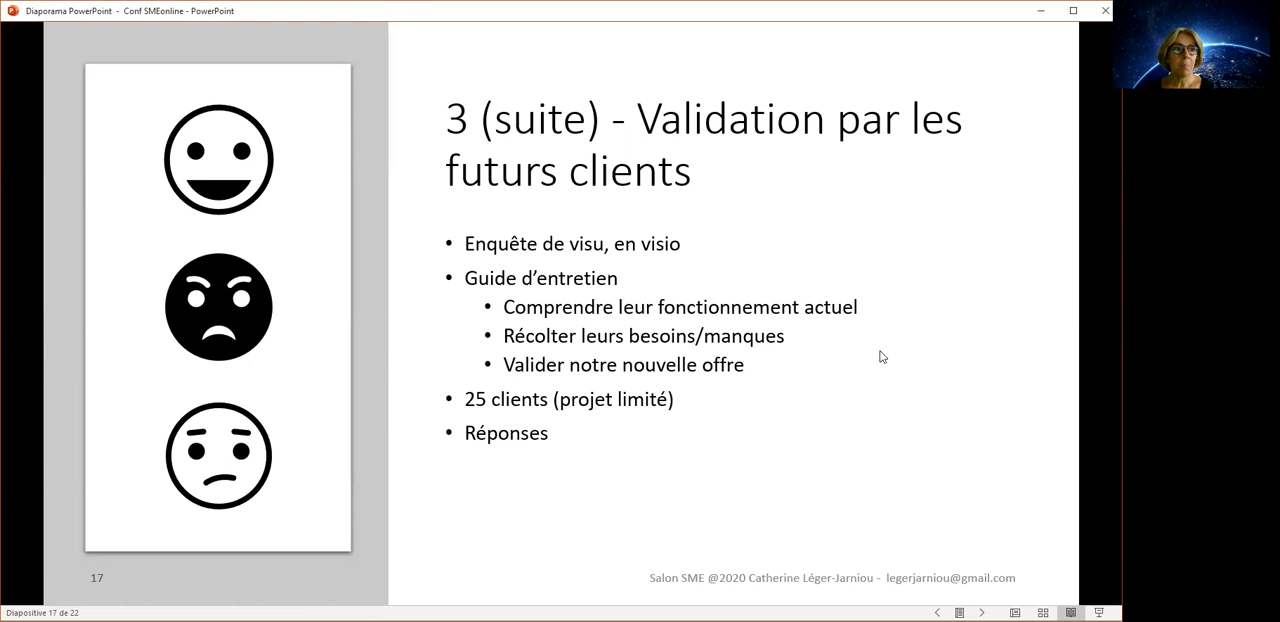 Diaporama PowerPoint - Conf SMEonline - PowerPoint
3 (suite) - Validation par les
futurs clients
• Enquête de visu, en visio
• Guide d’entretien
• Comprendre leur fonctionnement actuel
• Récolter leurs besoins/manques
• Valider notre nouvelle offre
• 25 clients (projet limité)
• Réponses
17
Salon SME @2020 Catherine Léger-Jarniou - legerjarniou@gmail.com
Diapositive 17 de 22